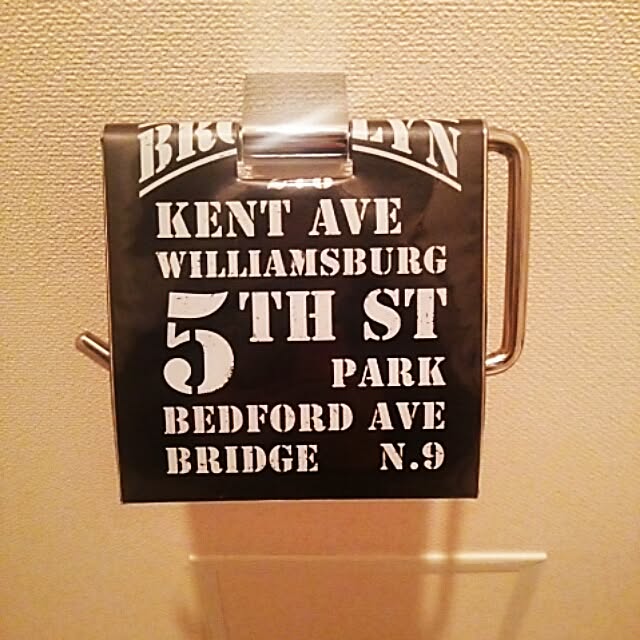 KENT AVE
WILLIAMSBURG
5TH ST
PARK
BEDFORD AVE
BRIDGE N.9